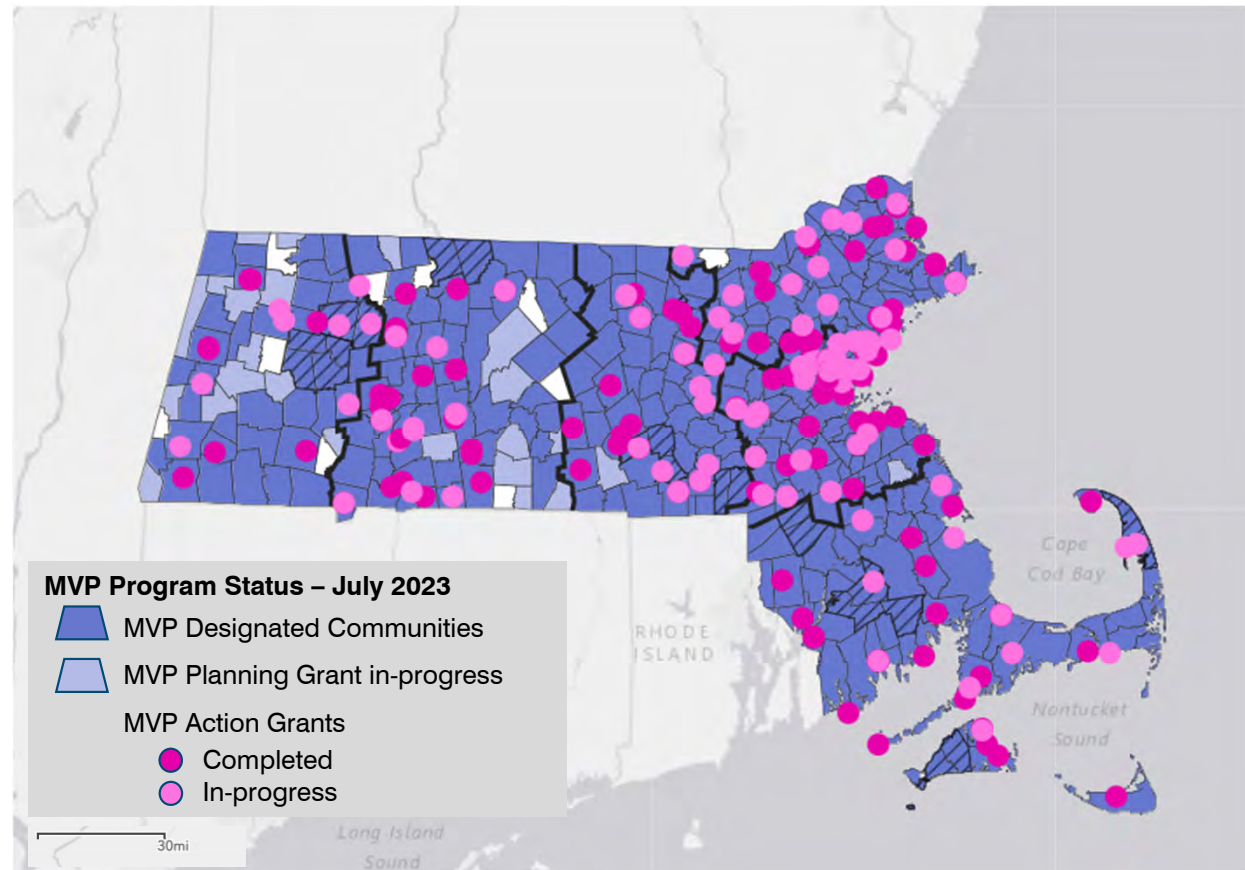 Cape
Cod Bay
MVP Program Status – July 2023
MVP Designated Communities
MVP Planning Grant in-progress
MVP Action Grants
Completed
In-progress
RHODE
ISLAND
Nantucket
Sound
30mi
Long Island
Sound